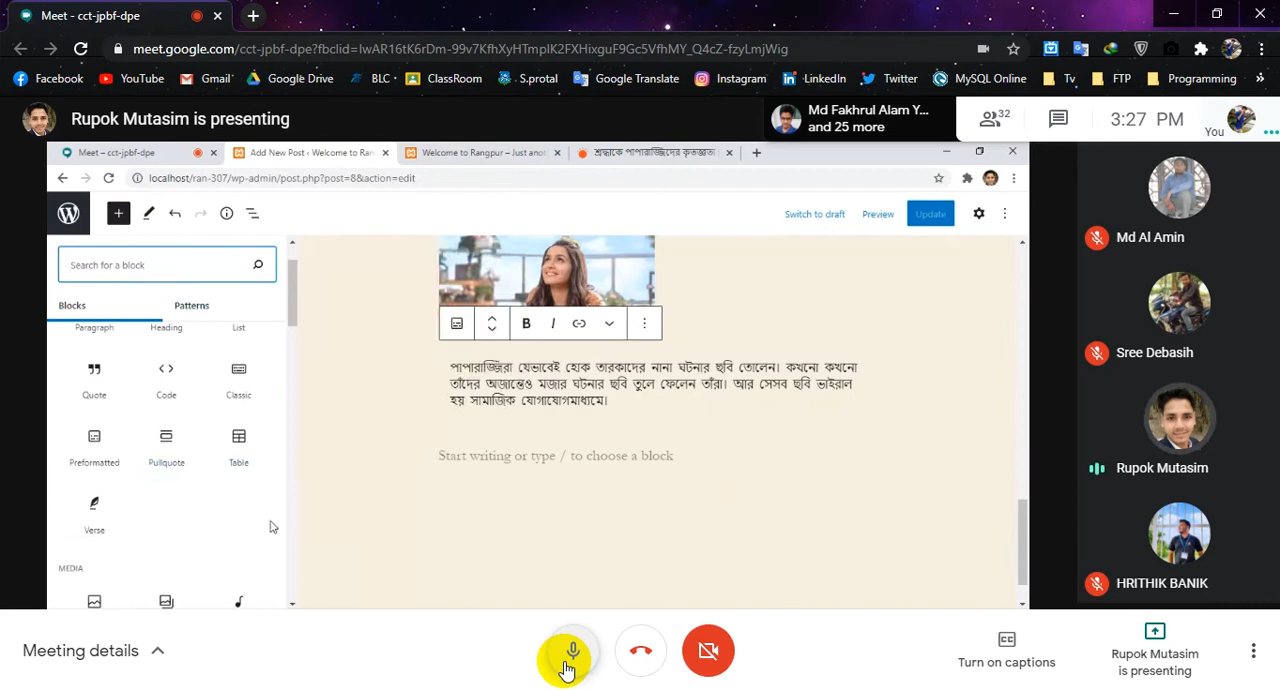 Meet - cct-jpbf-dpe
meet.google.com/cct-jpbf-dpe?fbclid=IwAR16tK6rDm-99v7KfhXyHTmpIK2FXHixguF9Gc5VfhMY_Q4cZ-fzyLmjWig
Facebook YouTube Gmail Google Drive BLC ClassRoom S.protal Google Translate Instagram LinkedIn Twitter MySQL Online Tv FTP Programming »
Rupok Mutasim is presenting
Md Fakhrul Alam Y...
and 25 more
32
3:27 PM
You
Meet – cct-jpbf-dpe
Add New Post ‹ Welcome to Ran
Welcome to Rangpur – Just anot
শ্রদ্ধাকে পাপারাজ্জিদের কৃতজ্ঞতা
localhost/ran-307/wp-admin/post.php?post=8&action=edit
Switch to draft Preview Update
Search for a block
Blocks Patterns
Paragraph Heading List
Quote Code Classic
Preformatted Pullquote Table
Verse
MEDIA
B I
পাপারাজ্জিরা যেভাবেই হোক তারকাদের নানা ঘটনার ছবি তোলেন। কখনো কখনো
তাঁদের অজান্তেও মজার ঘটনার ছবি তুলে ফেলেন তাঁরা। আর সেসব ছবি ভাইরাল
হয় সামাজিক যোগাযোগমাধ্যমে।
Start writing or type / to choose a block
Md Al Amin
Sree Debasih
Rupok Mutasim
HRITHIK BANIK
Meeting details
Turn on captions
Rupok Mutasim
is presenting